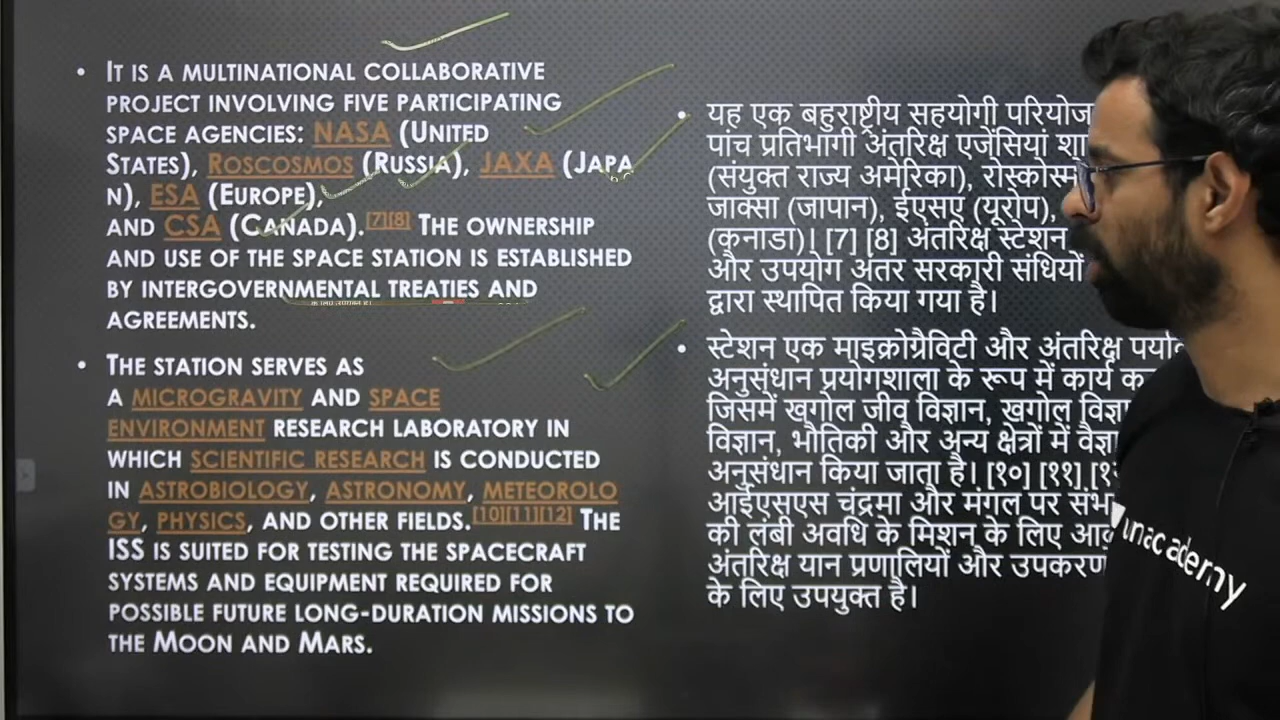 • It is a multinational collaborative
project involving five participating
space agencies: NASA (United
States), Roscosmos (Russia), JAXA (Japa
n), ESA (Europe),
and CSA (Canada).[7][8] The ownership
and use of the space station is established
by intergovernmental treaties and
agreements.
• The station serves as
a microgravity and space
environment research laboratory in
which scientific research is conducted
in astrobiology, astronomy, meteorolo
gy, physics, and other fields.[10][11][12] The
ISS is suited for testing the spacecraft
systems and equipment required for
possible future long-duration missions to
the Moon and Mars.
• यह एक बहुराष्ट्रीय सहयोगी
पांच प्रतिभागी अंतरिक्ष एजेंसियां
(संयुक्त राज्य अमेरिका),
जाक्सा (जापान), ईएसए (यूरोप),
(कनाडा)। [7] [8] अंतरिक्ष स्टेशन
और उपयोग अंतर सरकारी संधियों
द्वारा स्थापित किया गया है।
• स्टेशन एक माइक्रोग्रैविटी और अंतरिक्ष
अनुसंधान प्रयोगशाला के रूप में कार्य
जिसमें खगोल जीव विज्ञान, खगोल
विज्ञान, भौतिकी और अन्य क्षेत्रों में
अनुसंधान किया जाता है। [१०] [११]
आईएसएस चंद्रमा और मंगल पर
की लंबी अवधि के मिशन के लिए
अंतरिक्ष यान प्रणालियों और
के लिए उपयुक्त है।
unacademy